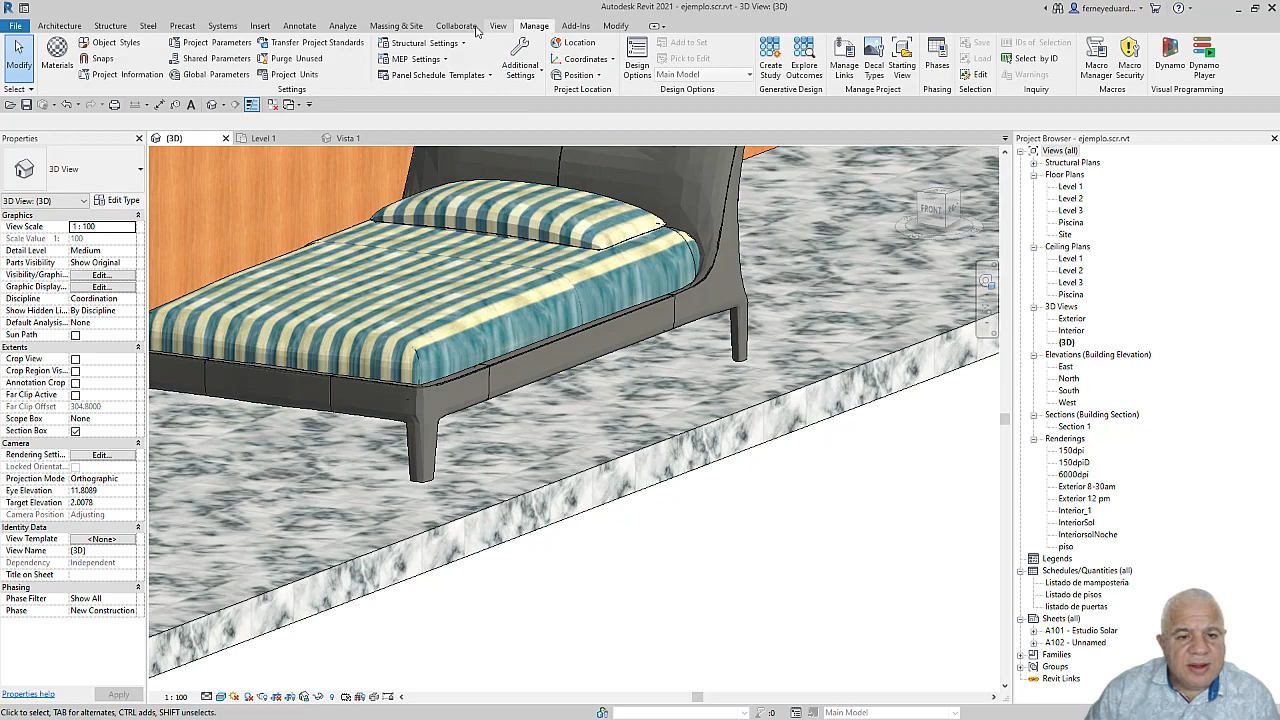 Autodesk Revit 2021 - ejemplo.scr.rvt - 3D View: {3D}
ferneyeduard...
File Architecture Structure Steel Precast Systems Insert Annotate Analyze Massing & Site Collaborate View Manage Add-Ins Modify
Modify
Select
Materials
Object Styles
Snaps
Project Information
Project Parameters
Shared Parameters
Global Parameters
Transfer Project Standards
Purge Unused
Project Units
Structural Settings
MEP Settings
Panel Schedule Templates
Additional Settings
Settings
Location
Coordinates
Position
Project Location
Design Options
Add to Set
Pick to Edit
Main Model
Design Options
Create Study
Explore Outcomes
Generative Design
Manage Links
Decal Types
Starting View
Manage Project
Phases
Phasing
Save
Load
Edit
Selection
IDs of Selection
Select by ID
Warnings
Inquiry
Macro Manager
Macro Security
Macros
Dynamo
Dynamo Player
Visual Programming
Properties
3D View
3D View: {3D}
Edit Type
Graphics
View Scale 1 : 100
Scale Value 1: 100
Detail Level Medium
Parts Visibility Show Original
Visibility/Graphi... Edit...
Graphic Display... Edit...
Discipline Coordination
Show Hidden L... By Discipline
Default Analysi... None
Sun Path
Extents
Crop View
Crop Region Vis...
Annotation Crop
Far Clip Active
Far Clip Offset 304.8000
Scope Box None
Section Box
Camera
Rendering Setti... Edit...
Locked Orientat...
Projection Mode Orthographic
Eye Elevation 11.8089
Target Elevation 2.0078
Camera Position Adjusting
Identity Data
View Template <None>
View Name {3D}
Dependency Independent
Title on Sheet
Phasing
Phase Filter Show All
Phase New Construction
Properties help
Apply
{3D}
Level 1
Vista 1
FRONT
1 : 100
Project Browser - ejemplo.scr.rvt
Views (all)
Structural Plans
Floor Plans
Level 1
Level 2
Level 3
Piscina
Site
Ceiling Plans
Level 1
Level 2
Level 3
Piscina
3D Views
Exterior
Interior
{3D}
Elevations (Building Elevation)
East
North
South
West
Sections (Building Section)
Section 1
Renderings
150dpi
150dpiD
6000dpi
Exterior 8-30am
Exterior 12 pm
Interior_1
InteriorSol
InteriorsolNoche
piso
Legends
Schedules/Quantities (all)
Listado de mamposteria
Listado de pisos
listado de puertas
Sheets (all)
A101 - Estudio Solar
A102 - Unnamed
Families
Groups
Revit Links
Click to select, TAB for alternates, CTRL adds, SHIFT unselects.
:0
Main Model